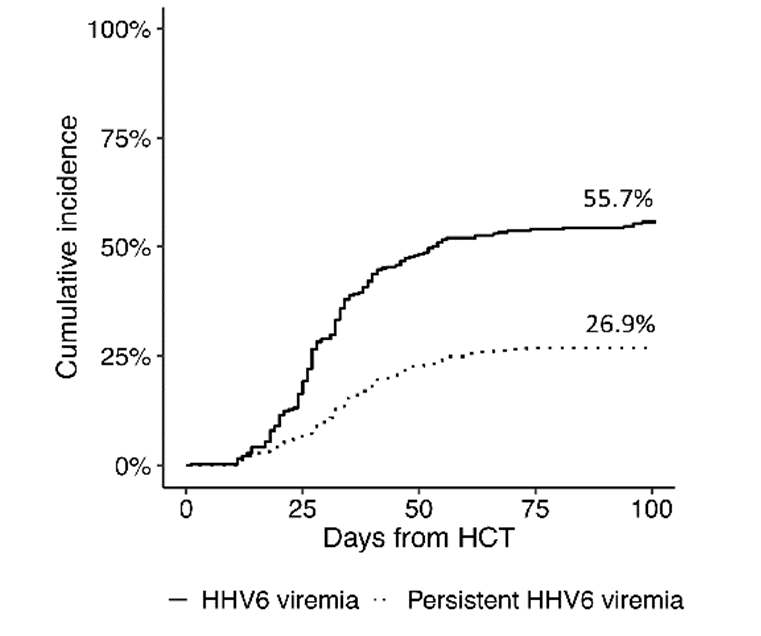 100%
75%
50%
25%
0%
Cumulative incidence
55.7%
26.9%
0 25 50 75 100
Days from HCT
HHV6 viremia Persistent HHV6 viremia